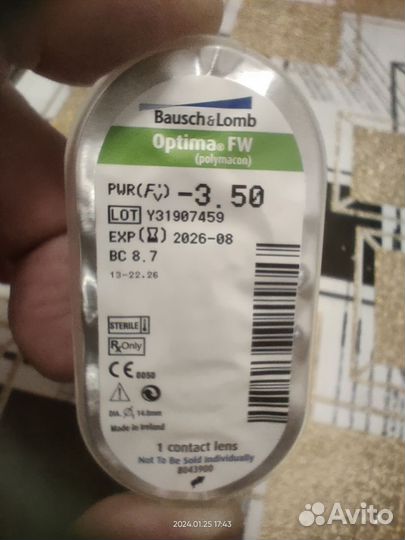 Bausch & Lomb
Optima® FW
(polymacon)
PWR(Fv) -3.50
LOT Y31907459
EXP 2026-08
BC 8.7
13-22.26
STERILE
Rx Only
CE 0050
DIA. Ø 14.0mm
Made in Ireland
1 contact lens
Not To Be Sold Individually
8043900
2024.01.25 17:43
Avito